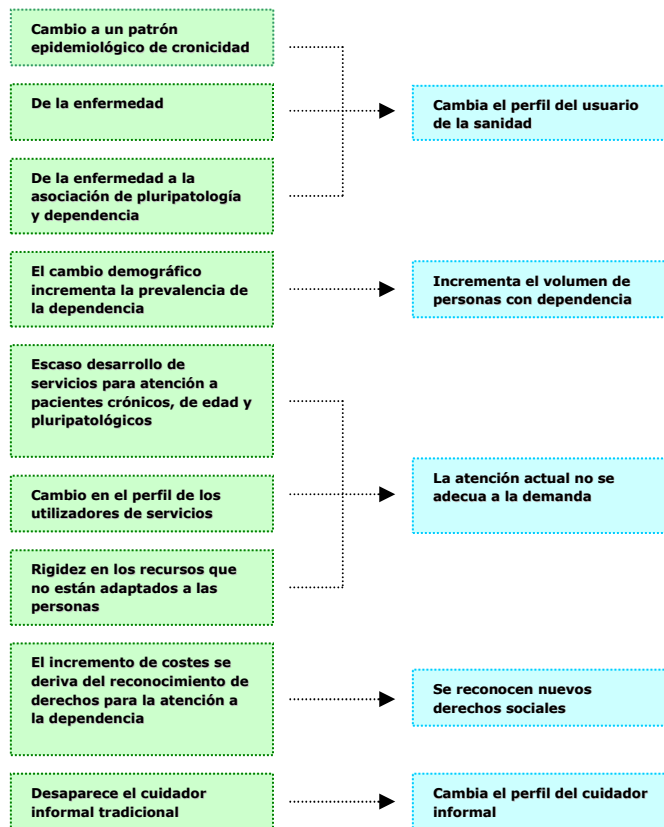 Cambio a un patrón
epidemiológico de cronicidad
De la enfermedad
Cambia el perfil del usuario
de la sanidad
De la enfermedad a la
asociación de pluripatología
y dependencia
El cambio demográfico
incrementa la prevalencia de
la dependencia
Incrementa el volumen de
personas con dependencia
Escaso desarrollo de
servicios para atención a
pacientes crónicos, de edad y
pluripatológicos
Cambio en el perfil de los
utilizadores de servicios
La atención actual no se
adecua a la demanda
Rigidez en los recursos que
no están adaptados a las
personas
El incremento de costes se
deriva del reconocimiento de
derechos para la atención a
la dependencia
Se reconocen nuevos
derechos sociales
Desaparece el cuidador
informal tradicional
Cambia el perfil del cuidador
informal